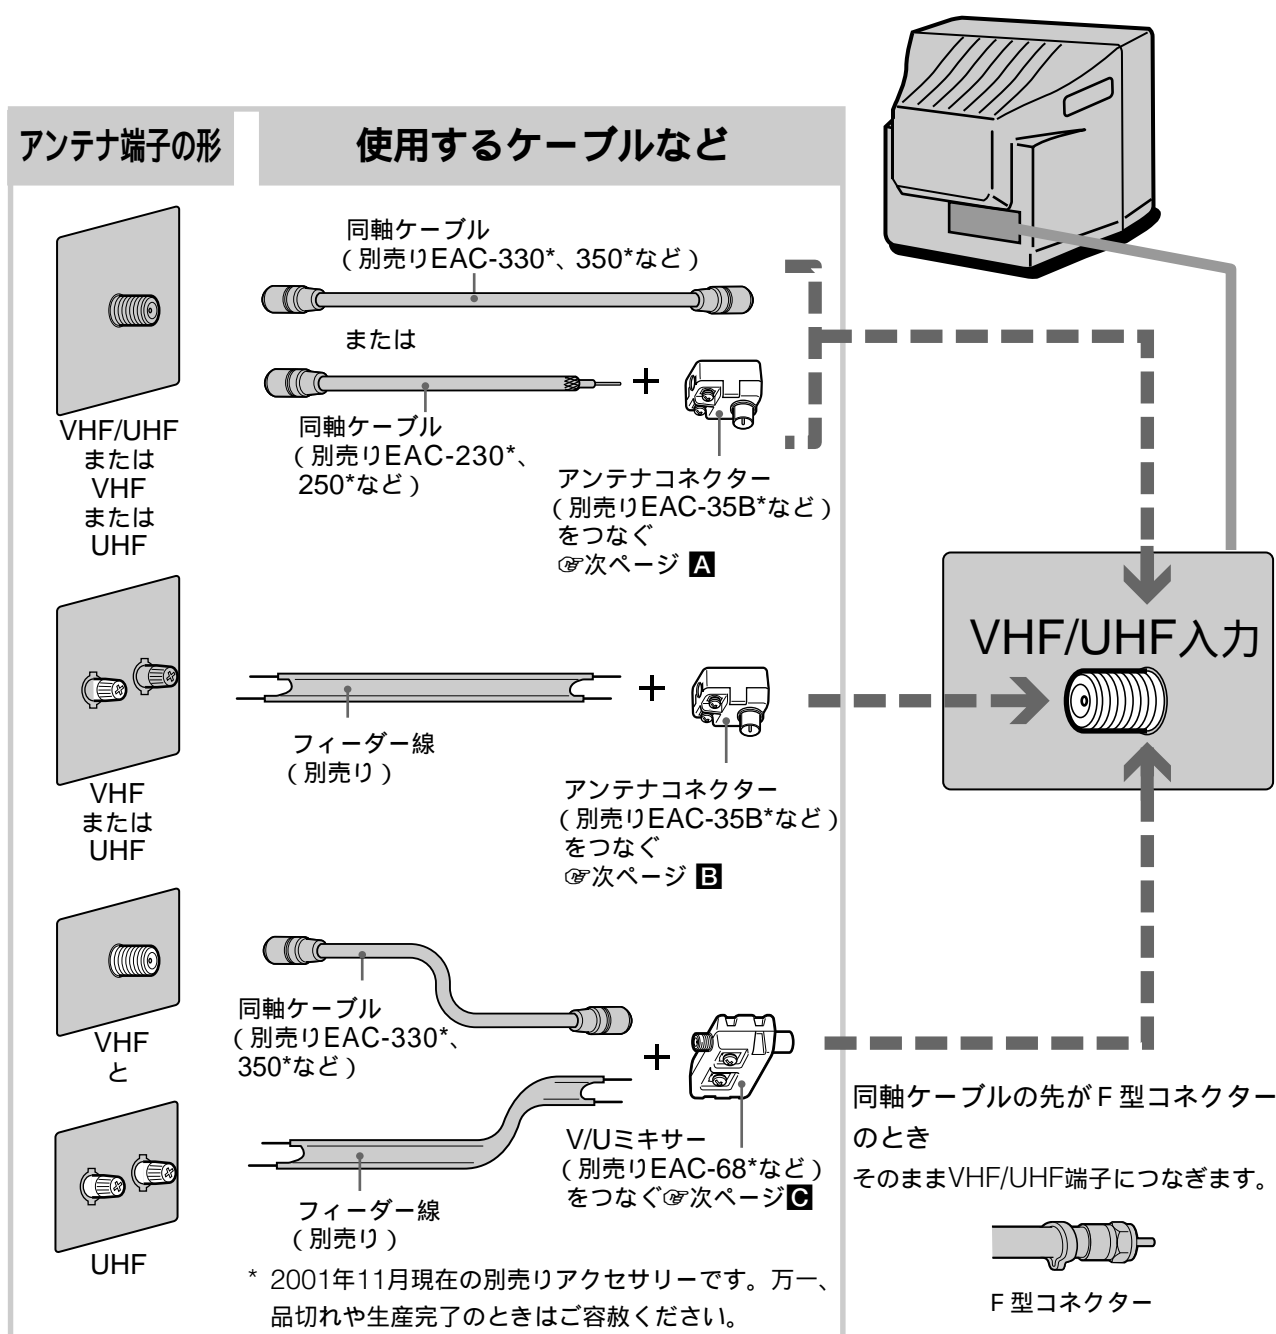 アンテナ端子の形
使用するケーブルなど
同軸ケーブル
（別売りEAC-330*、350*など）
または
同軸ケーブル
（別売りEAC-230*、
250*など）
アンテナコネクター
（別売りEAC-35B*など）
をつなぐ
☞次ページ A
VHF/UHF
または
VHF
または
UHF
フィーダー線
（別売り）
アンテナコネクター
（別売りEAC-35B*など）
をつなぐ
☞次ページ B
VHF
または
UHF
同軸ケーブル
（別売りEAC-330*、
350*など）
V/Uミキサー
（別売りEAC-68*など）
をつなぐ☞次ページC
フィーダー線
（別売り）
VHF
と
UHF
* 2001年11月現在の別売りアクセサリーです。万一、
品切れや生産完了のときはご容赦ください。
VHF/UHF入力
同軸ケーブルの先がF型コネクター
のとき
そのままVHF/UHF端子につなぎます。
F型コネクター